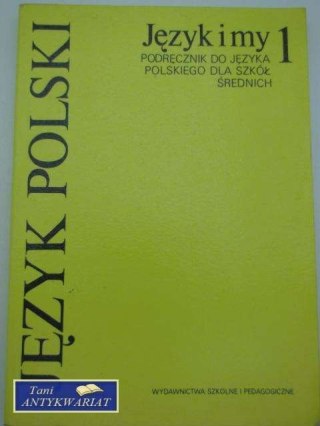 Język i my 1
PODRĘCZNIK DO JĘZYKA
POLSKIEGO DLA SZKÓŁ
ŚREDNICH
JĘZYK POLSKI
WYDAWNICTWA SZKOLNE I PEDAGOGICZNE
Tani
ANTYKWARIAT